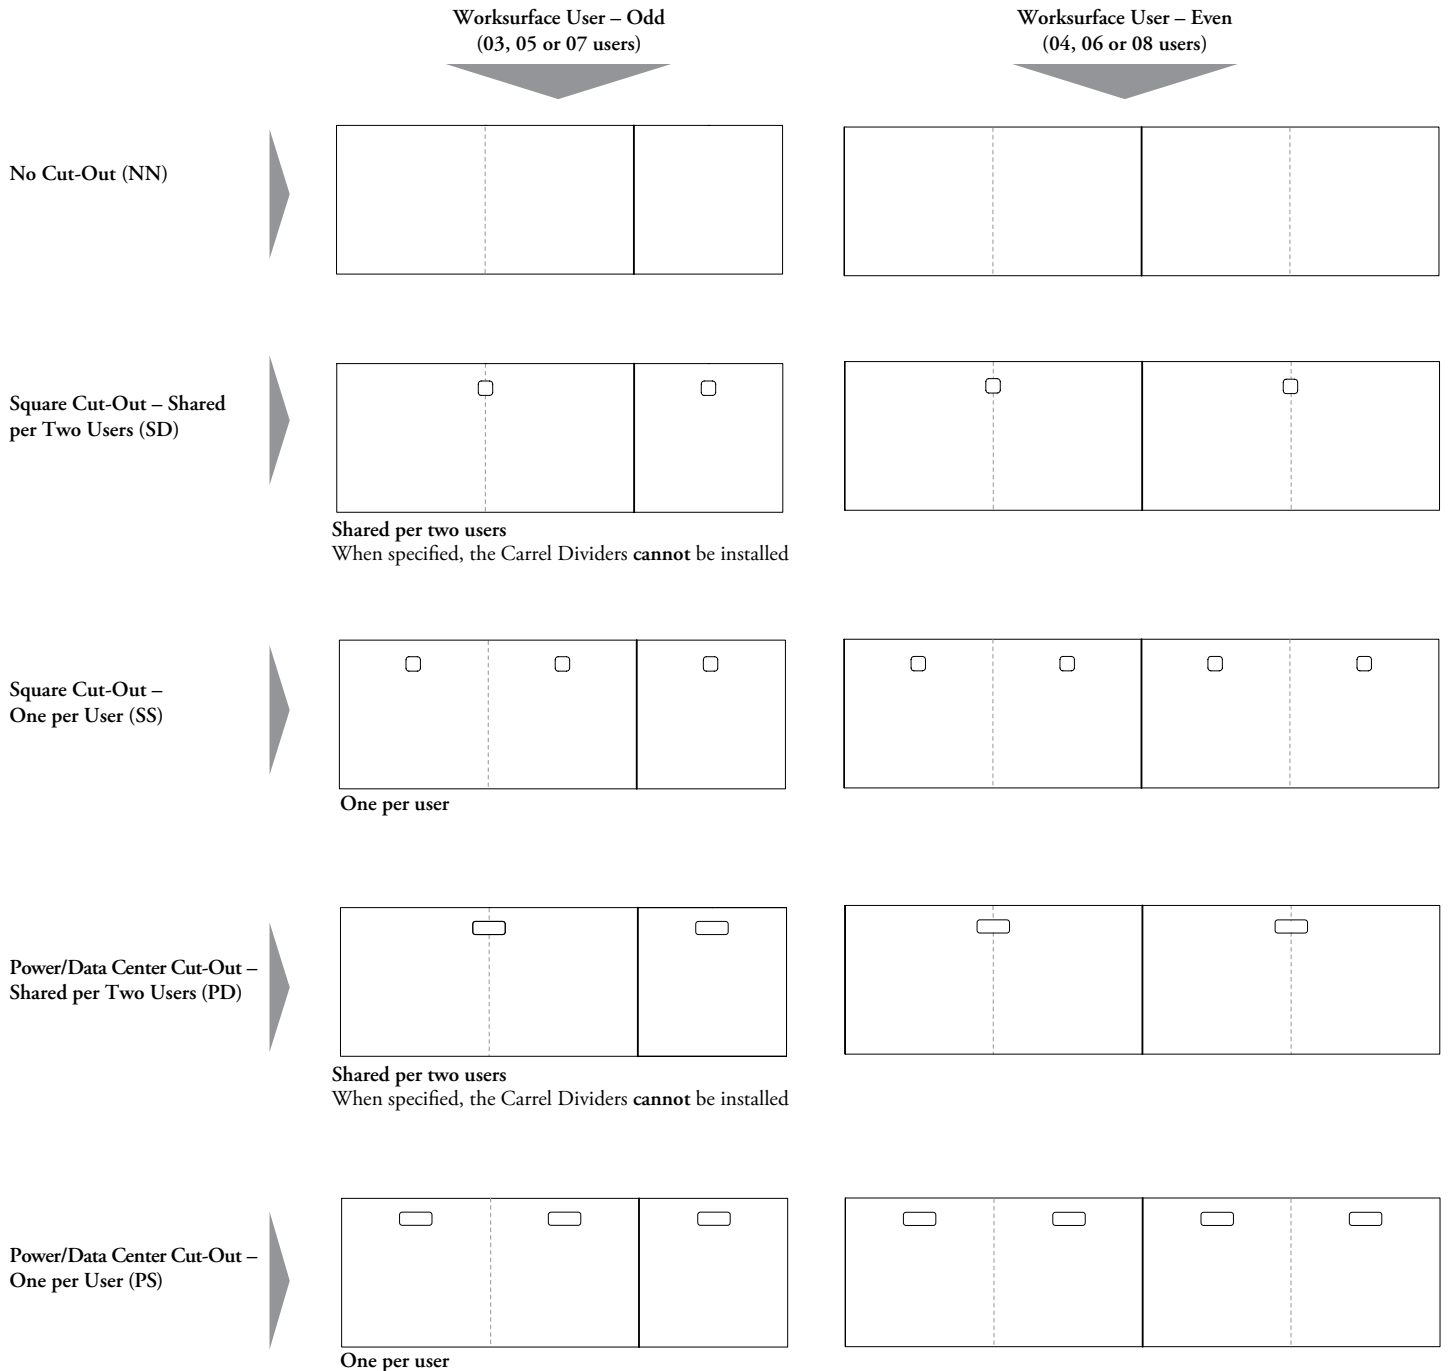 Worksurface User – Odd
(03, 05 or 07 users)
Worksurface User – Even
(04, 06 or 08 users)
No Cut-Out (NN)
Square Cut-Out – Shared
per Two Users (SD)
Shared per two users
When specified, the Carrel Dividers cannot be installed
Square Cut-Out –
One per User (SS)
One per user
Power/Data Center Cut-Out –
Shared per Two Users (PD)
Shared per two users
When specified, the Carrel Dividers cannot be installed
Power/Data Center Cut-Out –
One per User (PS)
One per user